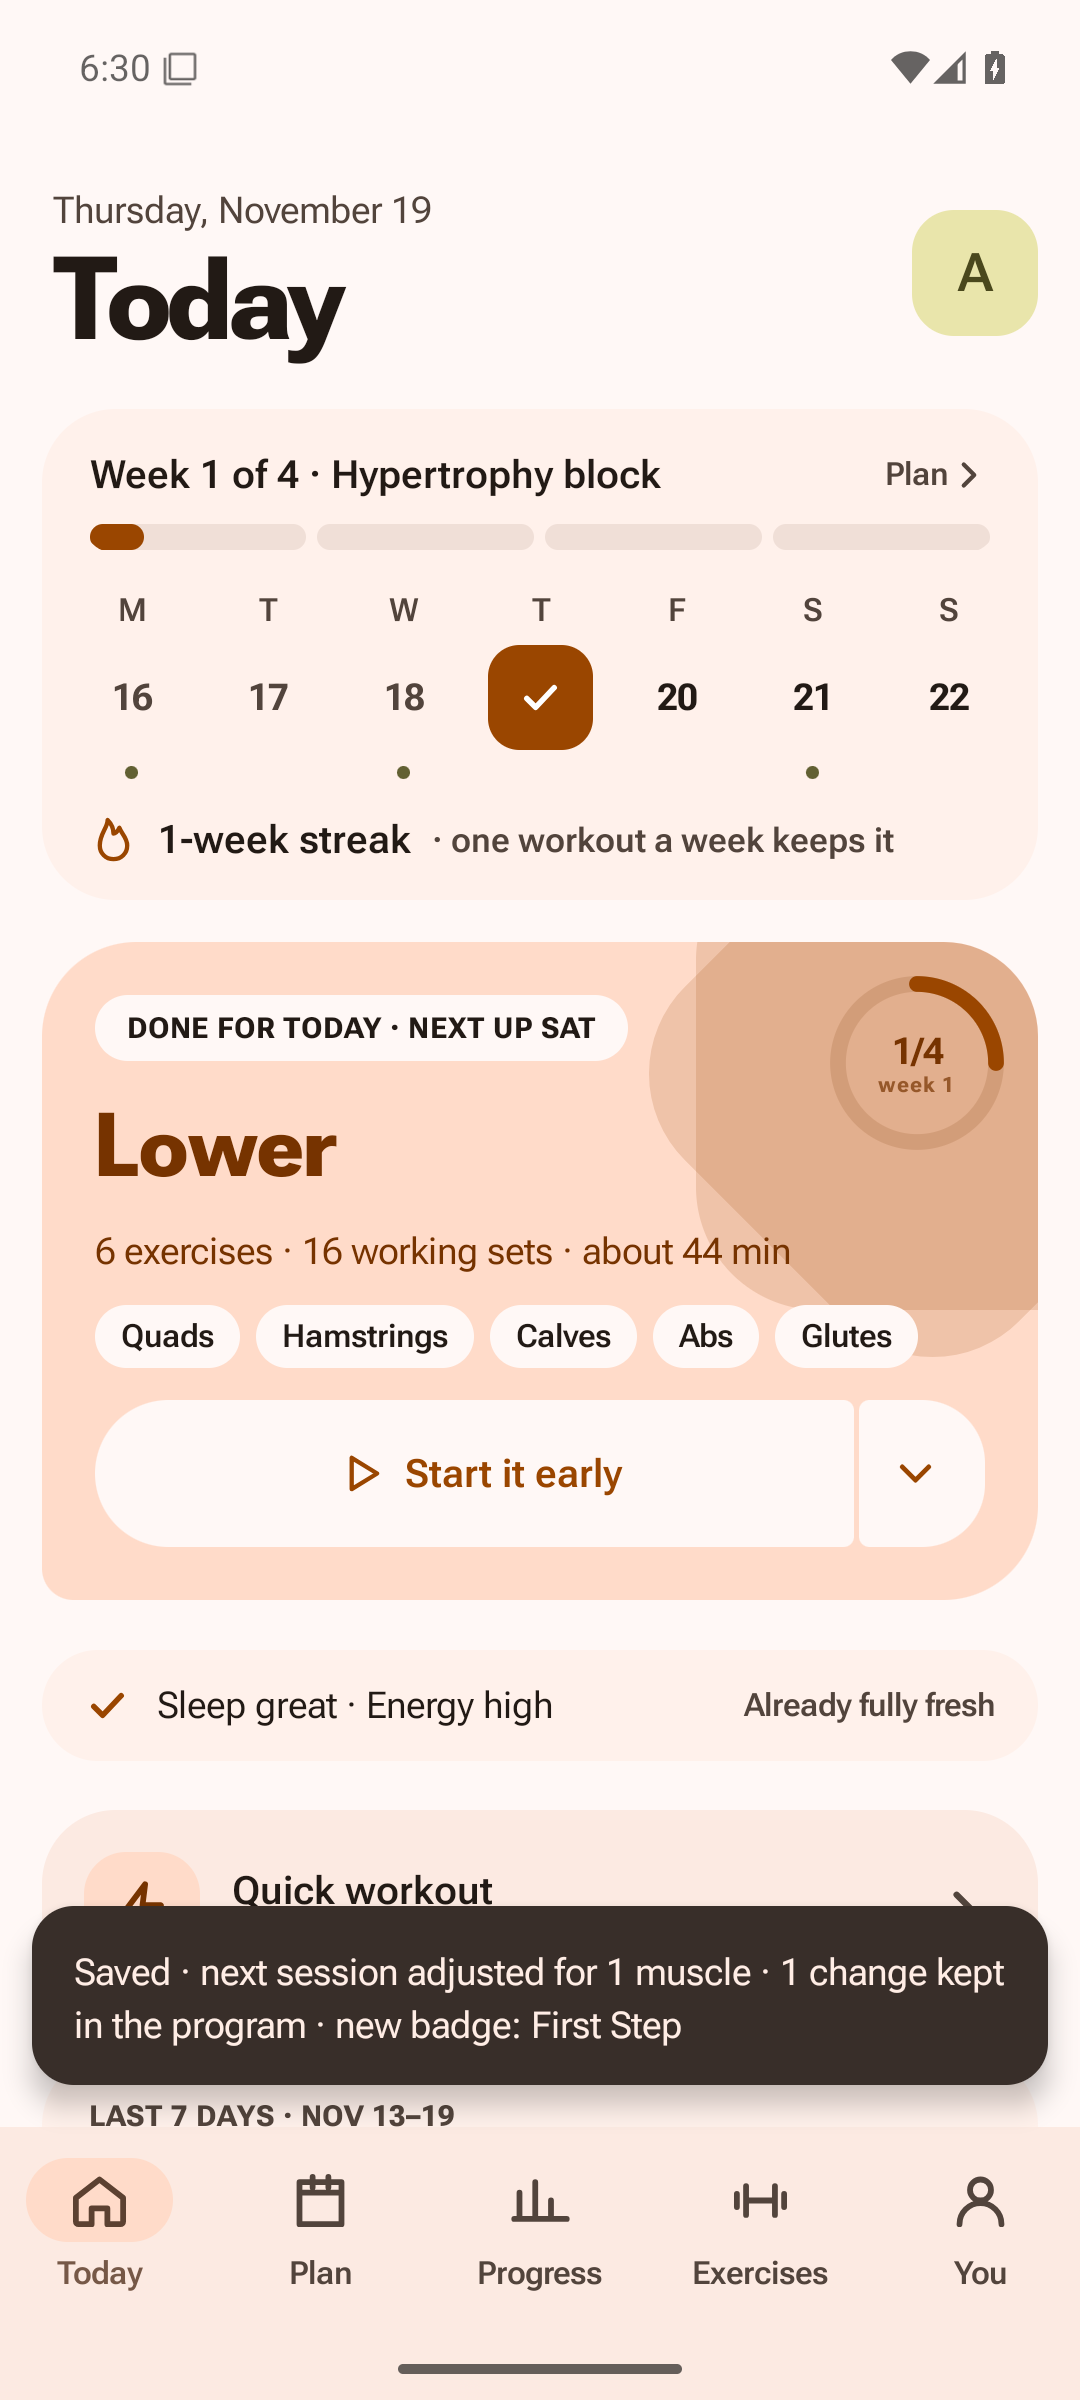 6:30
Thursday, November 19
Today
A
Week 1 of 4 · Hypertrophy block
Plan
M T W T F S S
16 17 18 20 21 22
1-week streak · one workout a week keeps it
DONE FOR TODAY · NEXT UP SAT
1/4
week 1
Lower
6 exercises · 16 working sets · about 44 min
Quads Hamstrings Calves Abs Glutes
Start it early
Sleep great · Energy high
Already fully fresh
Quick workout
Saved · next session adjusted for 1 muscle · 1 change kept
in the program · new badge: First Step
LAST 7 DAYS · NOV 13–19
Today Plan Progress Exercises You